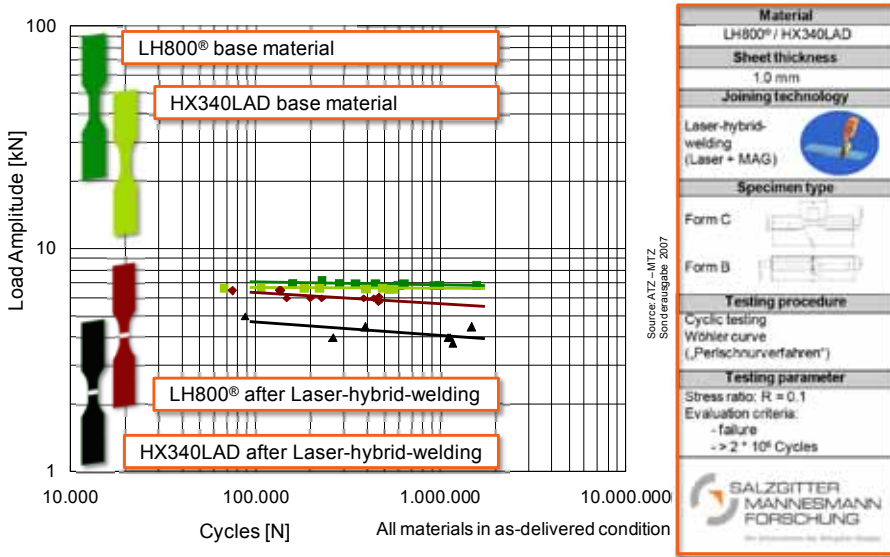 100
10
1
Load Amplitude [kN]
LH800® base material
HX340LAD base material
LH800® after Laser-hybrid-welding
HX340LAD after Laser-hybrid-welding
10.000
100.000
1.000.000
10.000.000
Cycles [N]
All materials in as-delivered condition
Source: ATZ – MTZ
Sonderausgabe 2007
Material
LH800® / HX340LAD
Sheet thickness
1.0 mm
Joining technology
Laser-hybrid-
welding
(Laser + MAG)
Specimen type
Form C
Form B
Testing procedure
Cyclic testing
Wöhler curve
(„Perlschnurverfahren")
Testing parameter
Stress ratio: R = 0.1
Evaluation criteria:
- failure
- > 2 * 10⁶ Cycles
SALZGITTER
MANNESMANN
FORSCHUNG